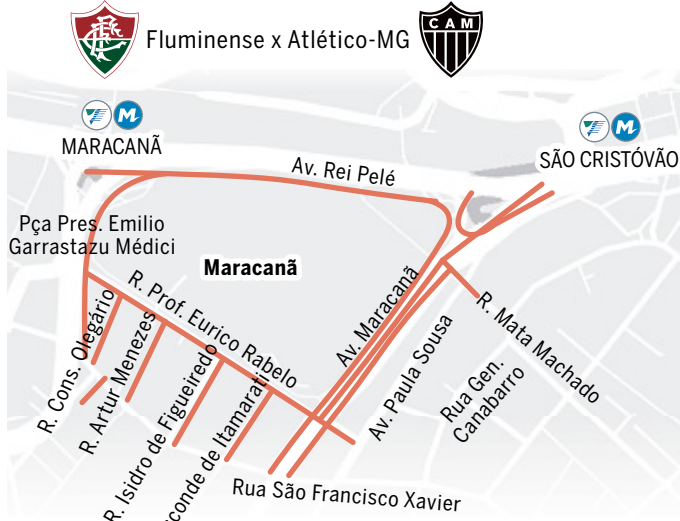 Fluminense x Atlético-MG
CAM
M
MARACANÃ
M
SÃO CRISTÓVÃO
Av. Rei Pelé
Pça Pres. Emilio
Garrastazu Médici
Maracanã
R. Prof. Eurico Rabelo
Av. Maracanã
R. Mata Machado
R. Cons. Olegário
R. Artur Menezes
R. Isidro de Figueiredo
sconde de Itamarati
Av. Paula Sousa
Rua Gen.
Canabarro
Rua São Francisco Xavier